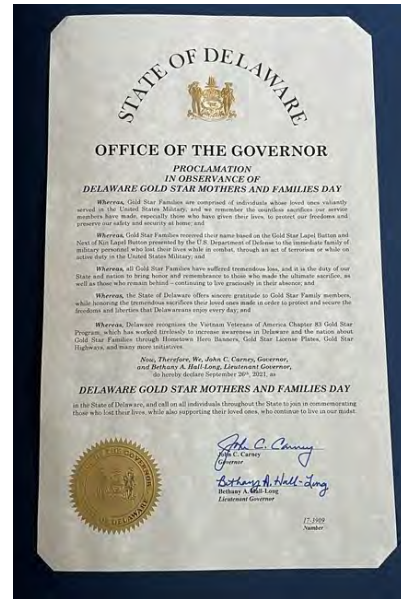 STATE OF DELAWARE
OFFICE OF THE GOVERNOR
PROCLAMATION
IN OBSERVANCE OF
DELAWARE GOLD STAR MOTHERS AND FAMILIES DAY
Whereas, Gold Star Families are comprised of individuals whose loved ones valiantly
served in the United States Military, and we remember the countless sacrifices our service
members have made, especially those who have given their lives, to protect our freedoms and
preserve our safety and security at home; and
Whereas, Gold Star Families received their name based on the Gold Star Lapel Button and
Next of Kin Lapel Button presented by the U.S. Department of Defense to the immediate family of
military personnel who lost their lives while in combat, through an act of terrorism or while on
active duty in the United States Military; and
Whereas, all Gold Star Families have suffered tremendous loss, and it is the duty of our
State and nation to bring honor and remembrance to those who made the ultimate sacrifice, as
well as those who remain behind – continuing to live graciously in their absence; and
Whereas, the State of Delaware offers sincere gratitude to Gold Star Family members,
while honoring the tremendous sacrifices their loved ones made in order to protect and secure the
freedoms and liberties that Delawareans enjoy every day; and
Whereas, Delaware recognizes the Vietnam Veterans of America Chapter 83 Gold Star
Program, which has worked tirelessly to increase awareness in Delaware and the nation about
Gold Star Families through Hometown Hero Banners, Gold Star License Plates, Gold Star
Highways, and many more initiatives.
Now, Therefore, We, John C. Carney, Governor,
and Bethany A. Hall-Long, Lieutenant Governor,
do hereby declare September 26th, 2021, as
DELAWARE GOLD STAR MOTHERS AND FAMILIES DAY
in the State of Delaware, and call on all individuals throughout the State to join in commemorating
those who lost their lives, while also supporting their loved ones, who continue to live in our midst.
John C. Carney
John C. Carney
Governor
Bethany A. Hall-Long
Bethany A. Hall-Long
Lieutenant Governor
17-1989
Number